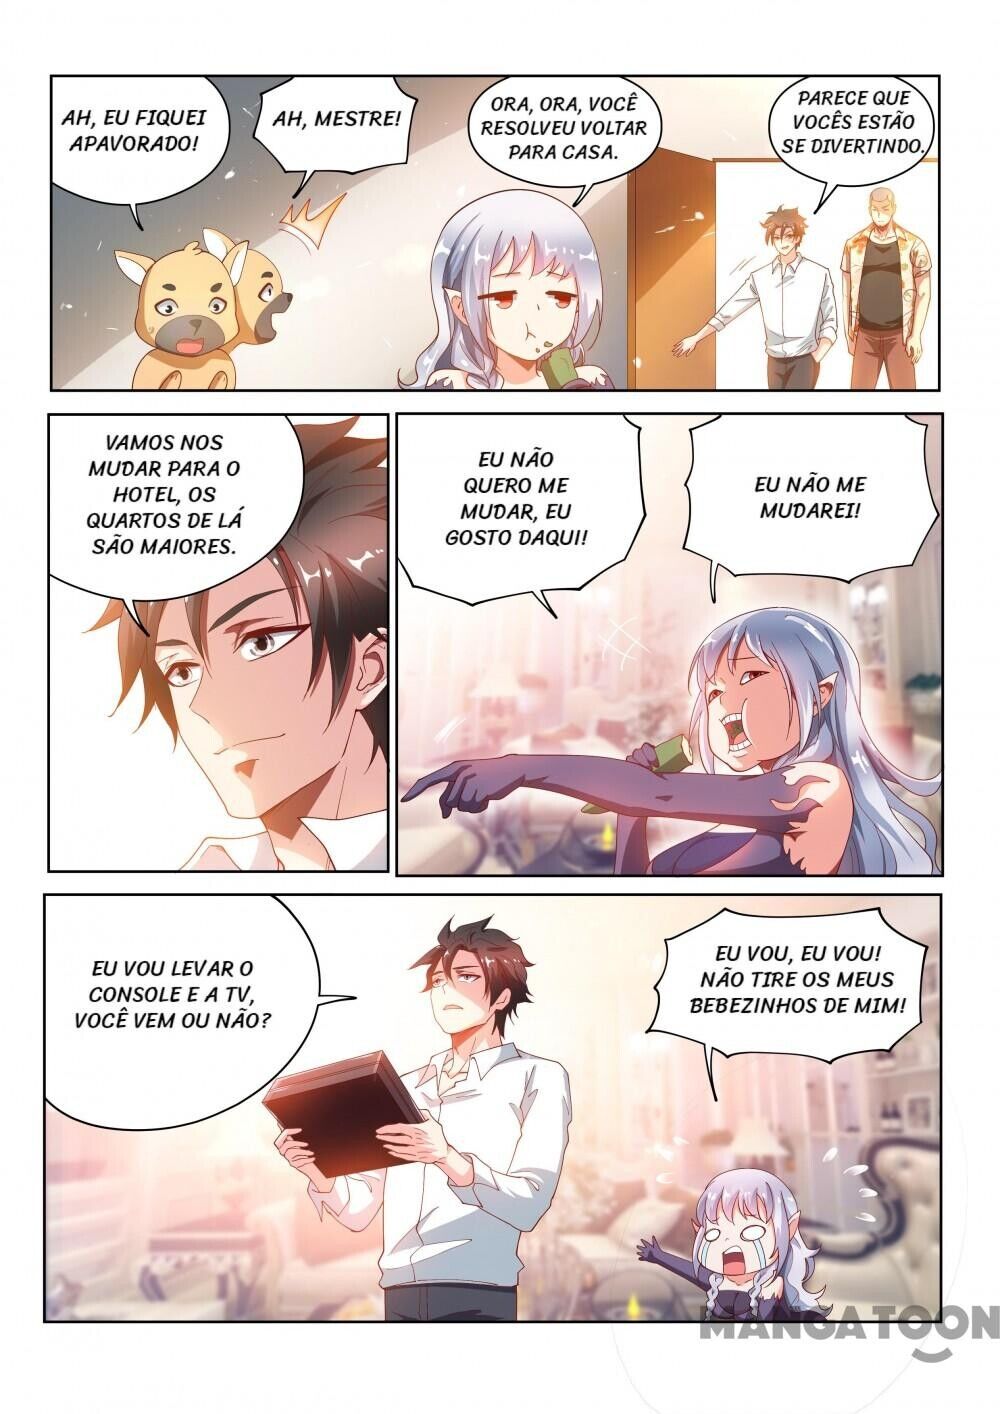 AH, EU FIQUEI
APAVORADO!
AH, MESTRE!
ORA, ORA, VOCÊ
RESOLVEU VOLTAR
PARA CASA.
PARECE QUE
VOCÊS ESTÃO
SE DIVERTINDO.
VAMOS NOS
MUDAR PARA O
HOTEL, OS
QUARTOS DE LÁ
SÃO MAIORES.
EU NÃO
QUERO ME
MUDAR, EU
GOSTO DAQUI!
EU NÃO ME
MUDAREI!
EU VOU LEVAR O
CONSOLE E A TV,
VOCÊ VEM OU NÃO?
EU VOU, EU VOU!
NÃO TIRE OS MEUS
BEBEZINHOS DE MIM!
MANGATOON